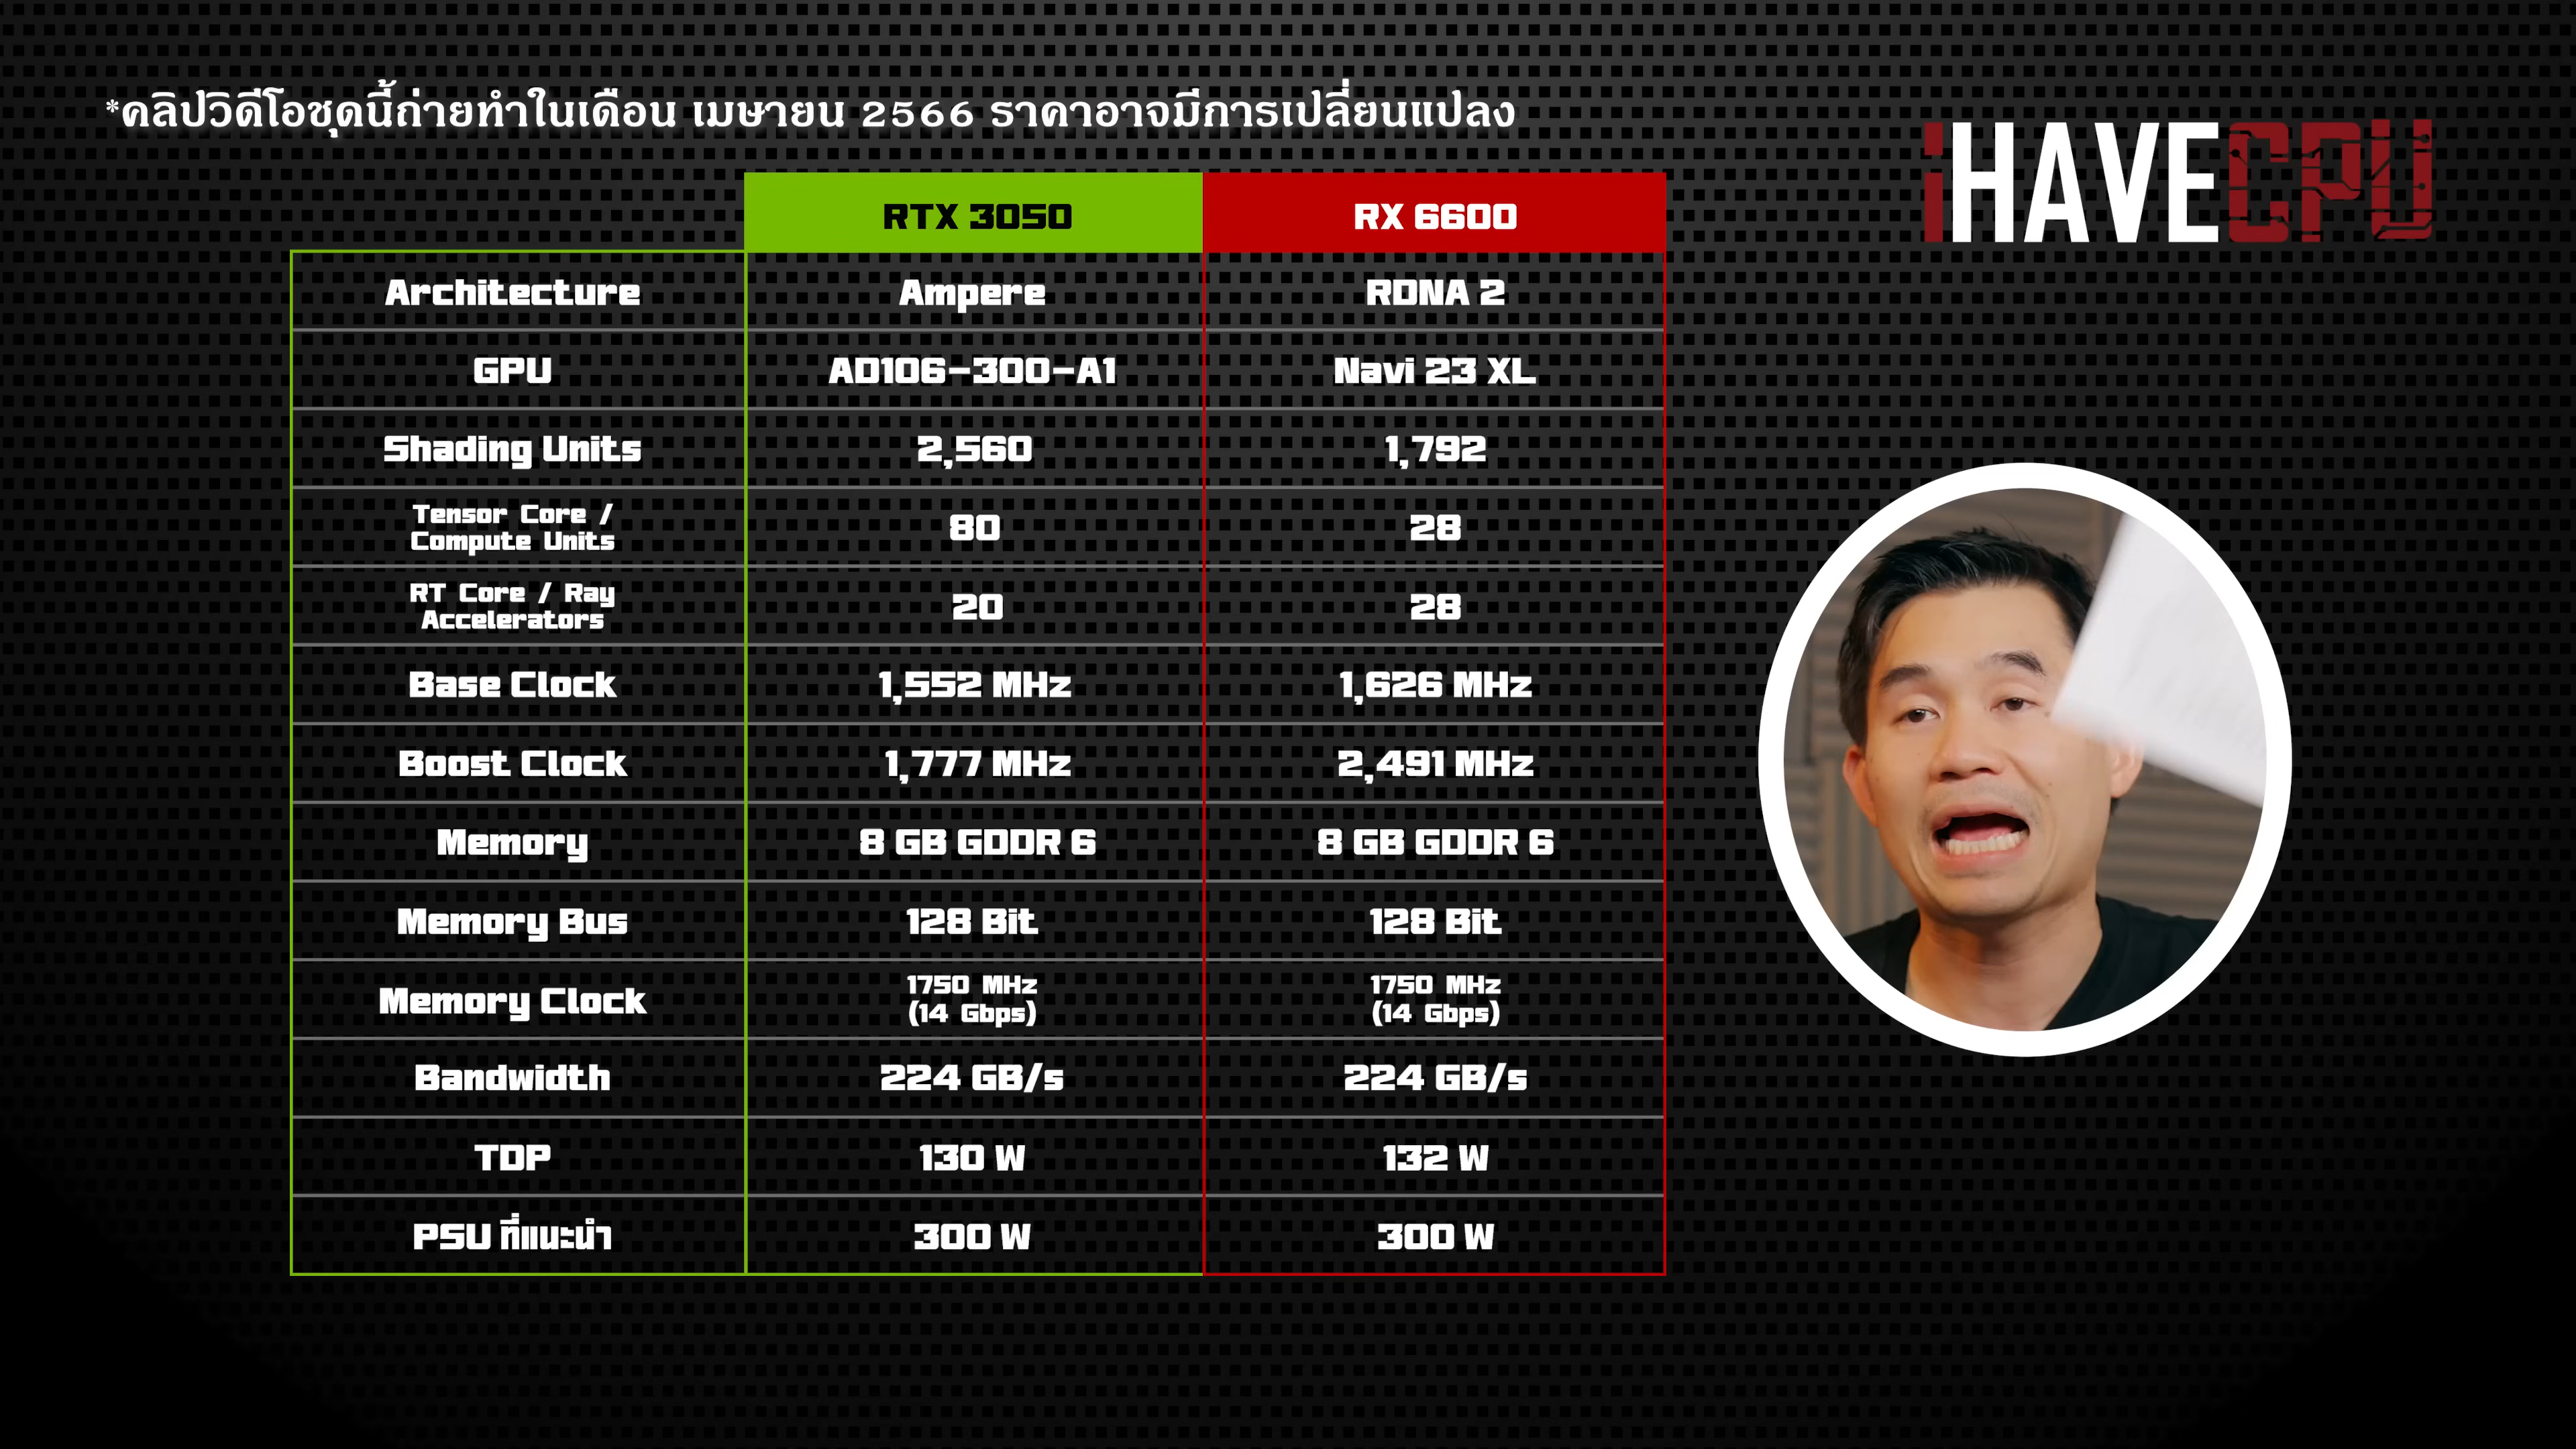 *คลิปวิดีโอชุดนี้ถ่ายทำในเดือน เมษายน 2566 ราคาอาจมีการเปลี่ยนแปลง
iHAVECPU
RTX 3050 RX 6600
Architecture Ampere RDNA 2
GPU AD106-300-A1 Navi 23 XL
Shading Units 2,560 1,792
Tensor Core /
Compute Units 80 28
RT Core / Ray
Accelerators 20 28
Base Clock 1,552 MHz 1,626 MHz
Boost Clock 1,777 MHz 2,491 MHz
Memory 8 GB GDDR 6 8 GB GDDR 6
Memory Bus 128 Bit 128 Bit
Memory Clock 1750 MHz (14 Gbps) 1750 MHz (14 Gbps)
Bandwidth 224 GB/s 224 GB/s
TDP 130 W 132 W
PSU ที่แนะนำ 300 W 300 W